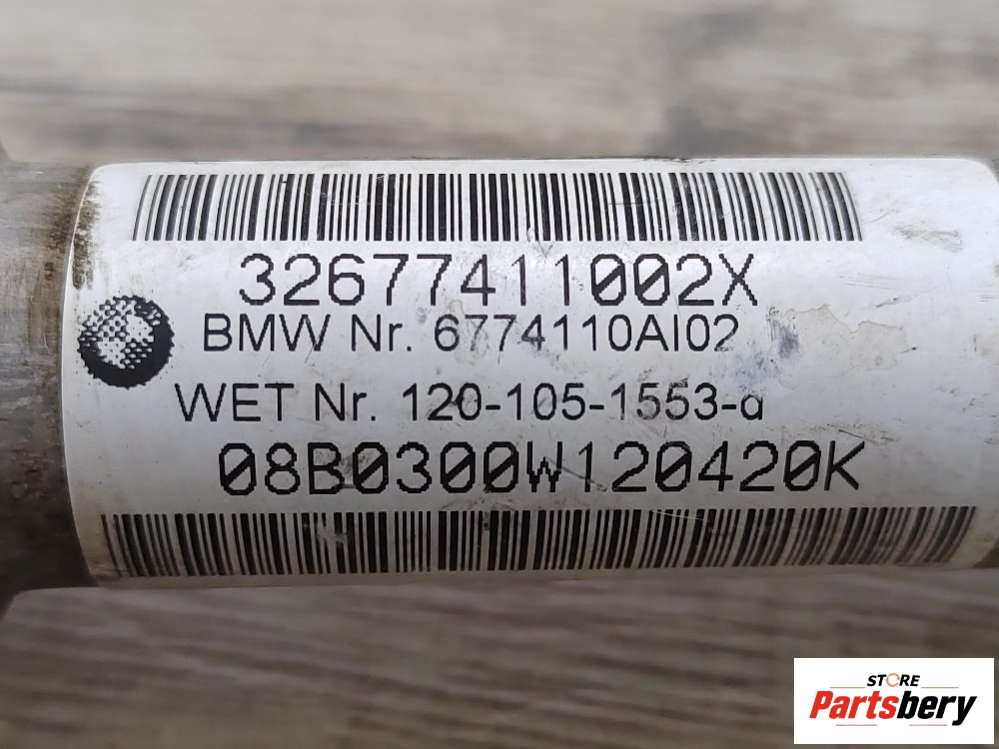 32677411002X
BMW Nr. 6774110AI02
WET Nr. 120-105-1553-a
08B0300W120420K
STORE
Partsbery